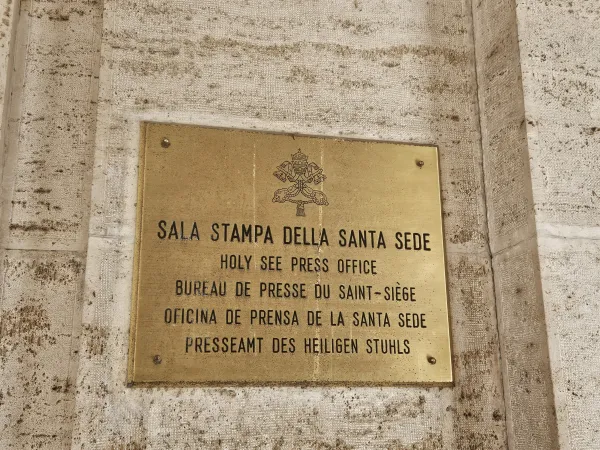 SALA STAMPA DELLA SANTA SEDE
HOLY SEE PRESS OFFICE
BUREAU DE PRESSE DU SAINT-SIÈGE
OFICINA DE PRENSA DE LA SANTA SEDE
PRESSEAMT DES HEILIGEN STUHLS